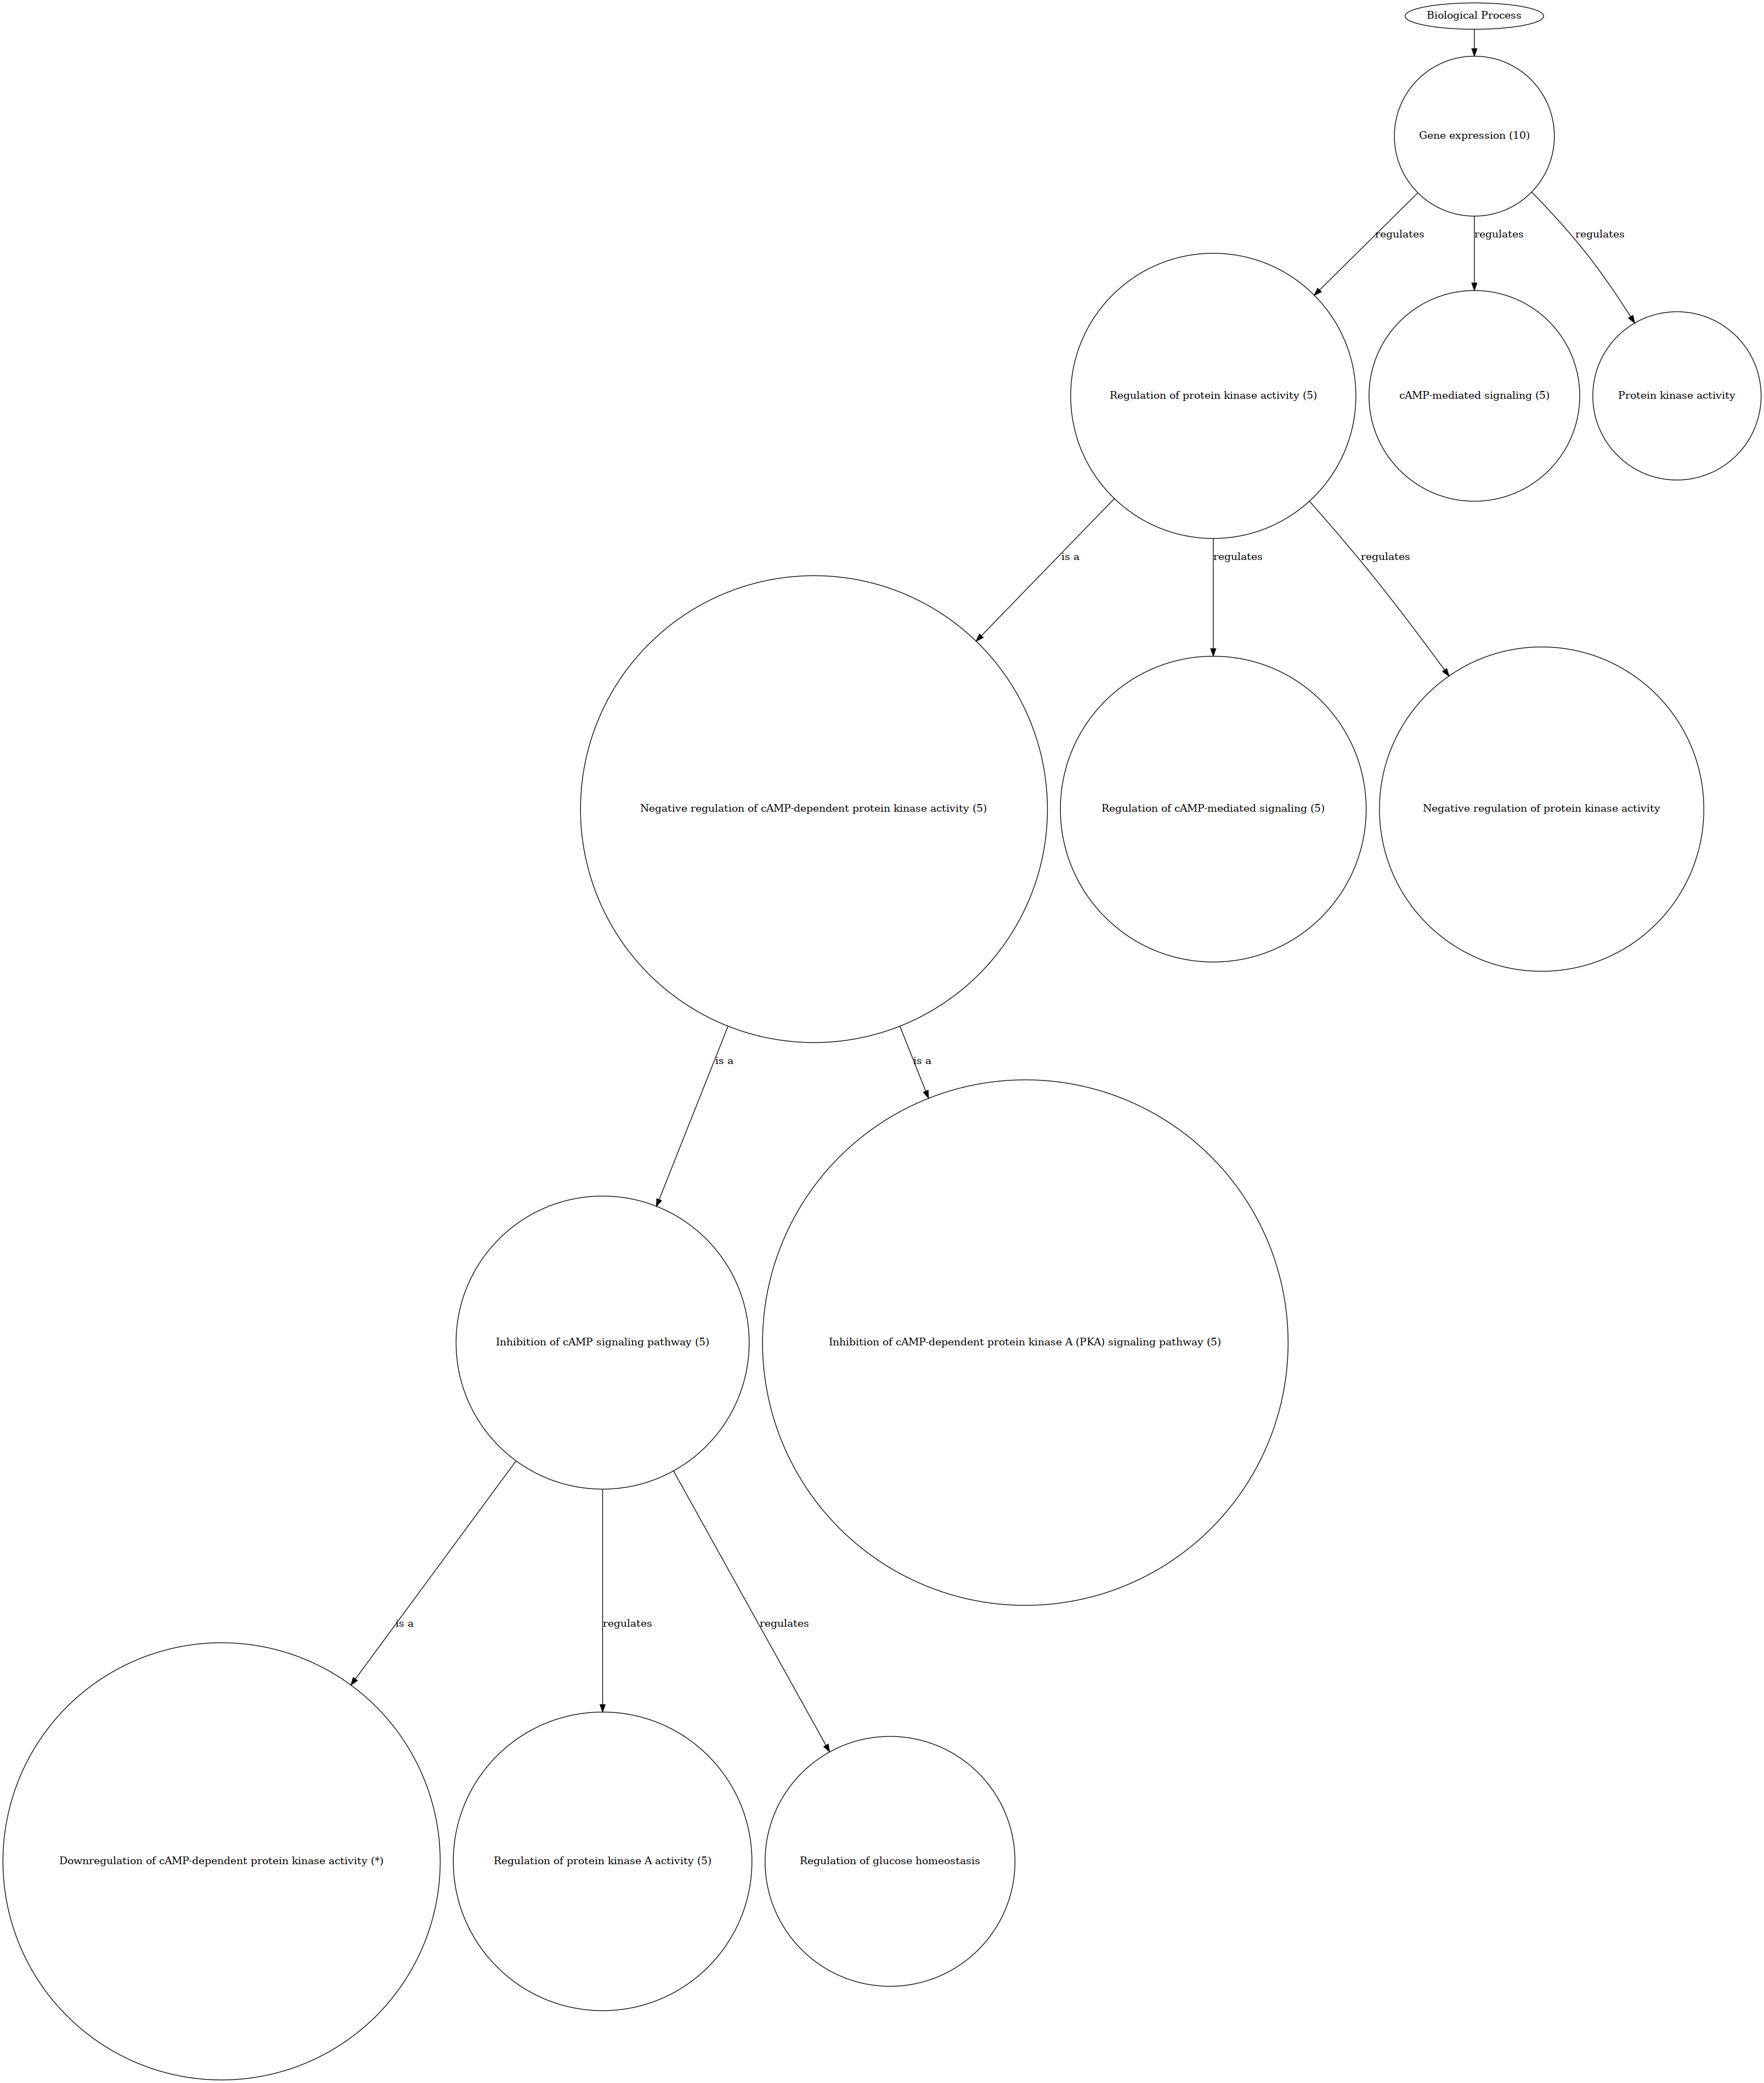 Biological Process
Gene expression (10)
regulates
regulates
regulates
Regulation of protein kinase activity (5)
cAMP-mediated signaling (5)
Protein kinase activity
is a
regulates
regulates
Negative regulation of cAMP-dependent protein kinase activity (5)
Regulation of cAMP-mediated signaling (5)
Negative regulation of protein kinase activity
is a
is a
Inhibition of cAMP signaling pathway (5)
Inhibition of cAMP-dependent protein kinase A (PKA) signaling pathway (5)
is a
regulates
regulates
Downregulation of cAMP-dependent protein kinase activity (*)
Regulation of protein kinase A activity (5)
Regulation of glucose homeostasis